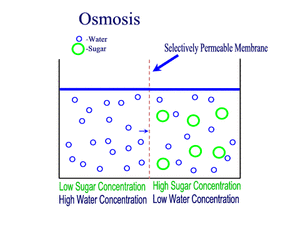 Osmosis
-Water
-Sugar
Selectively Permeable Membrane
Low Sugar Concentration
High Water Concentration
High Sugar Concentration
Low Water Concentration